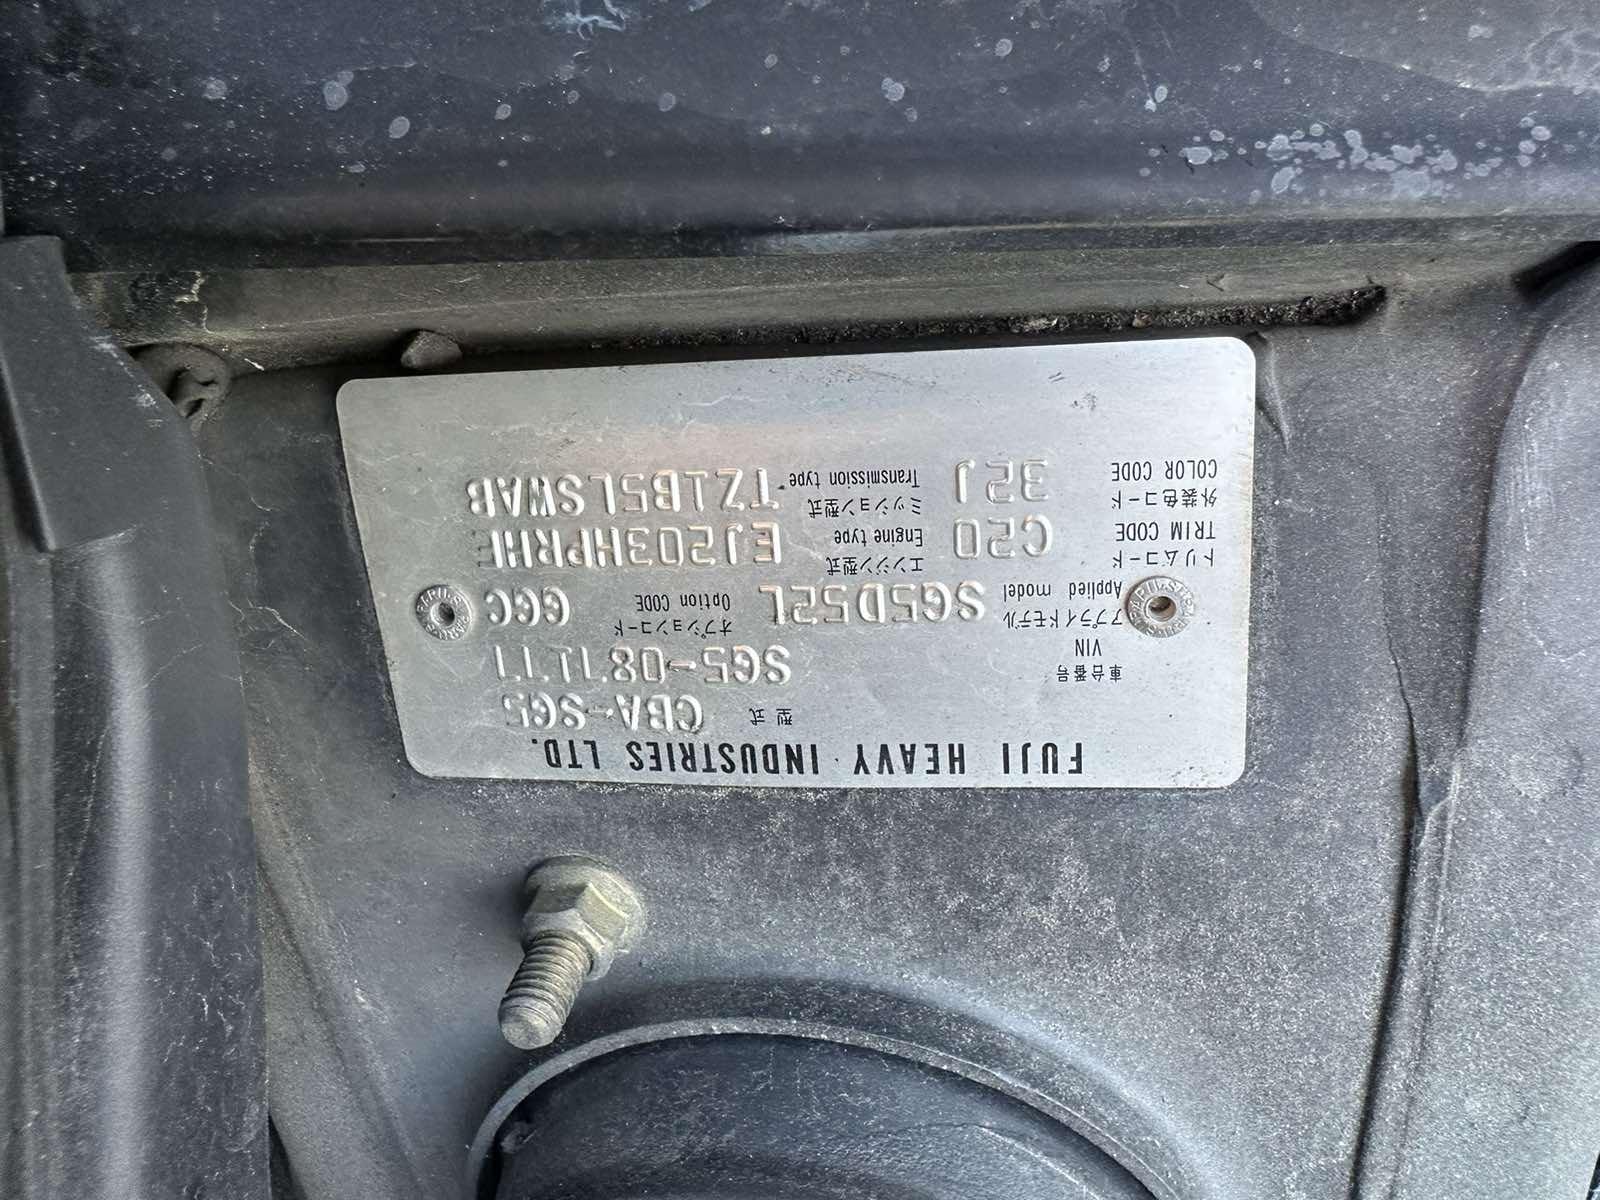 FUJI HEAVY INDUSTRIES LTD.
型式 CBA-SG5
車台番号
VIN
アプライドモデル オプションコード
Applied model SG5D52L Option CODE GGC
トリムコード エンジン型式
TRIM CODE C20 Engine type EJ203HPRHF
外装色コード ミッション型式
COLOR CODE 32J Transmission type TZ1B5LSWAB